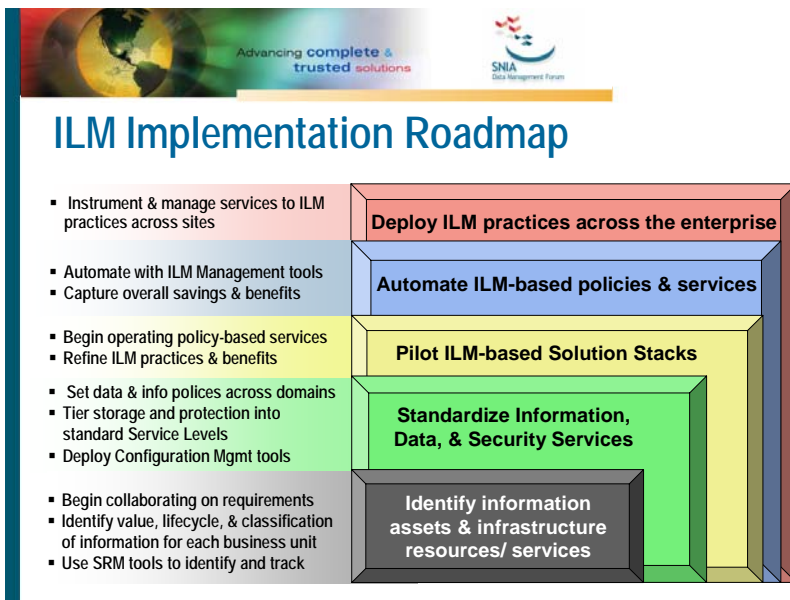 Advancing complete &
trusted solutions
SNIA
Data Management Forum
ILM Implementation Roadmap
▪ Instrument & manage services to ILM
practices across sites
Deploy ILM practices across the enterprise
▪ Automate with ILM Management tools
▪ Capture overall savings & benefits
Automate ILM-based policies & services
▪ Begin operating policy-based services
▪ Refine ILM practices & benefits
Pilot ILM-based Solution Stacks
▪ Set data & info polices across domains
▪ Tier storage and protection into
standard Service Levels
▪ Deploy Configuration Mgmt tools
Standardize Information,
Data, & Security Services
▪ Begin collaborating on requirements
▪ Identify value, lifecycle, & classification
of information for each business unit
▪ Use SRM tools to identify and track
Identify information
assets & infrastructure
resources/ services